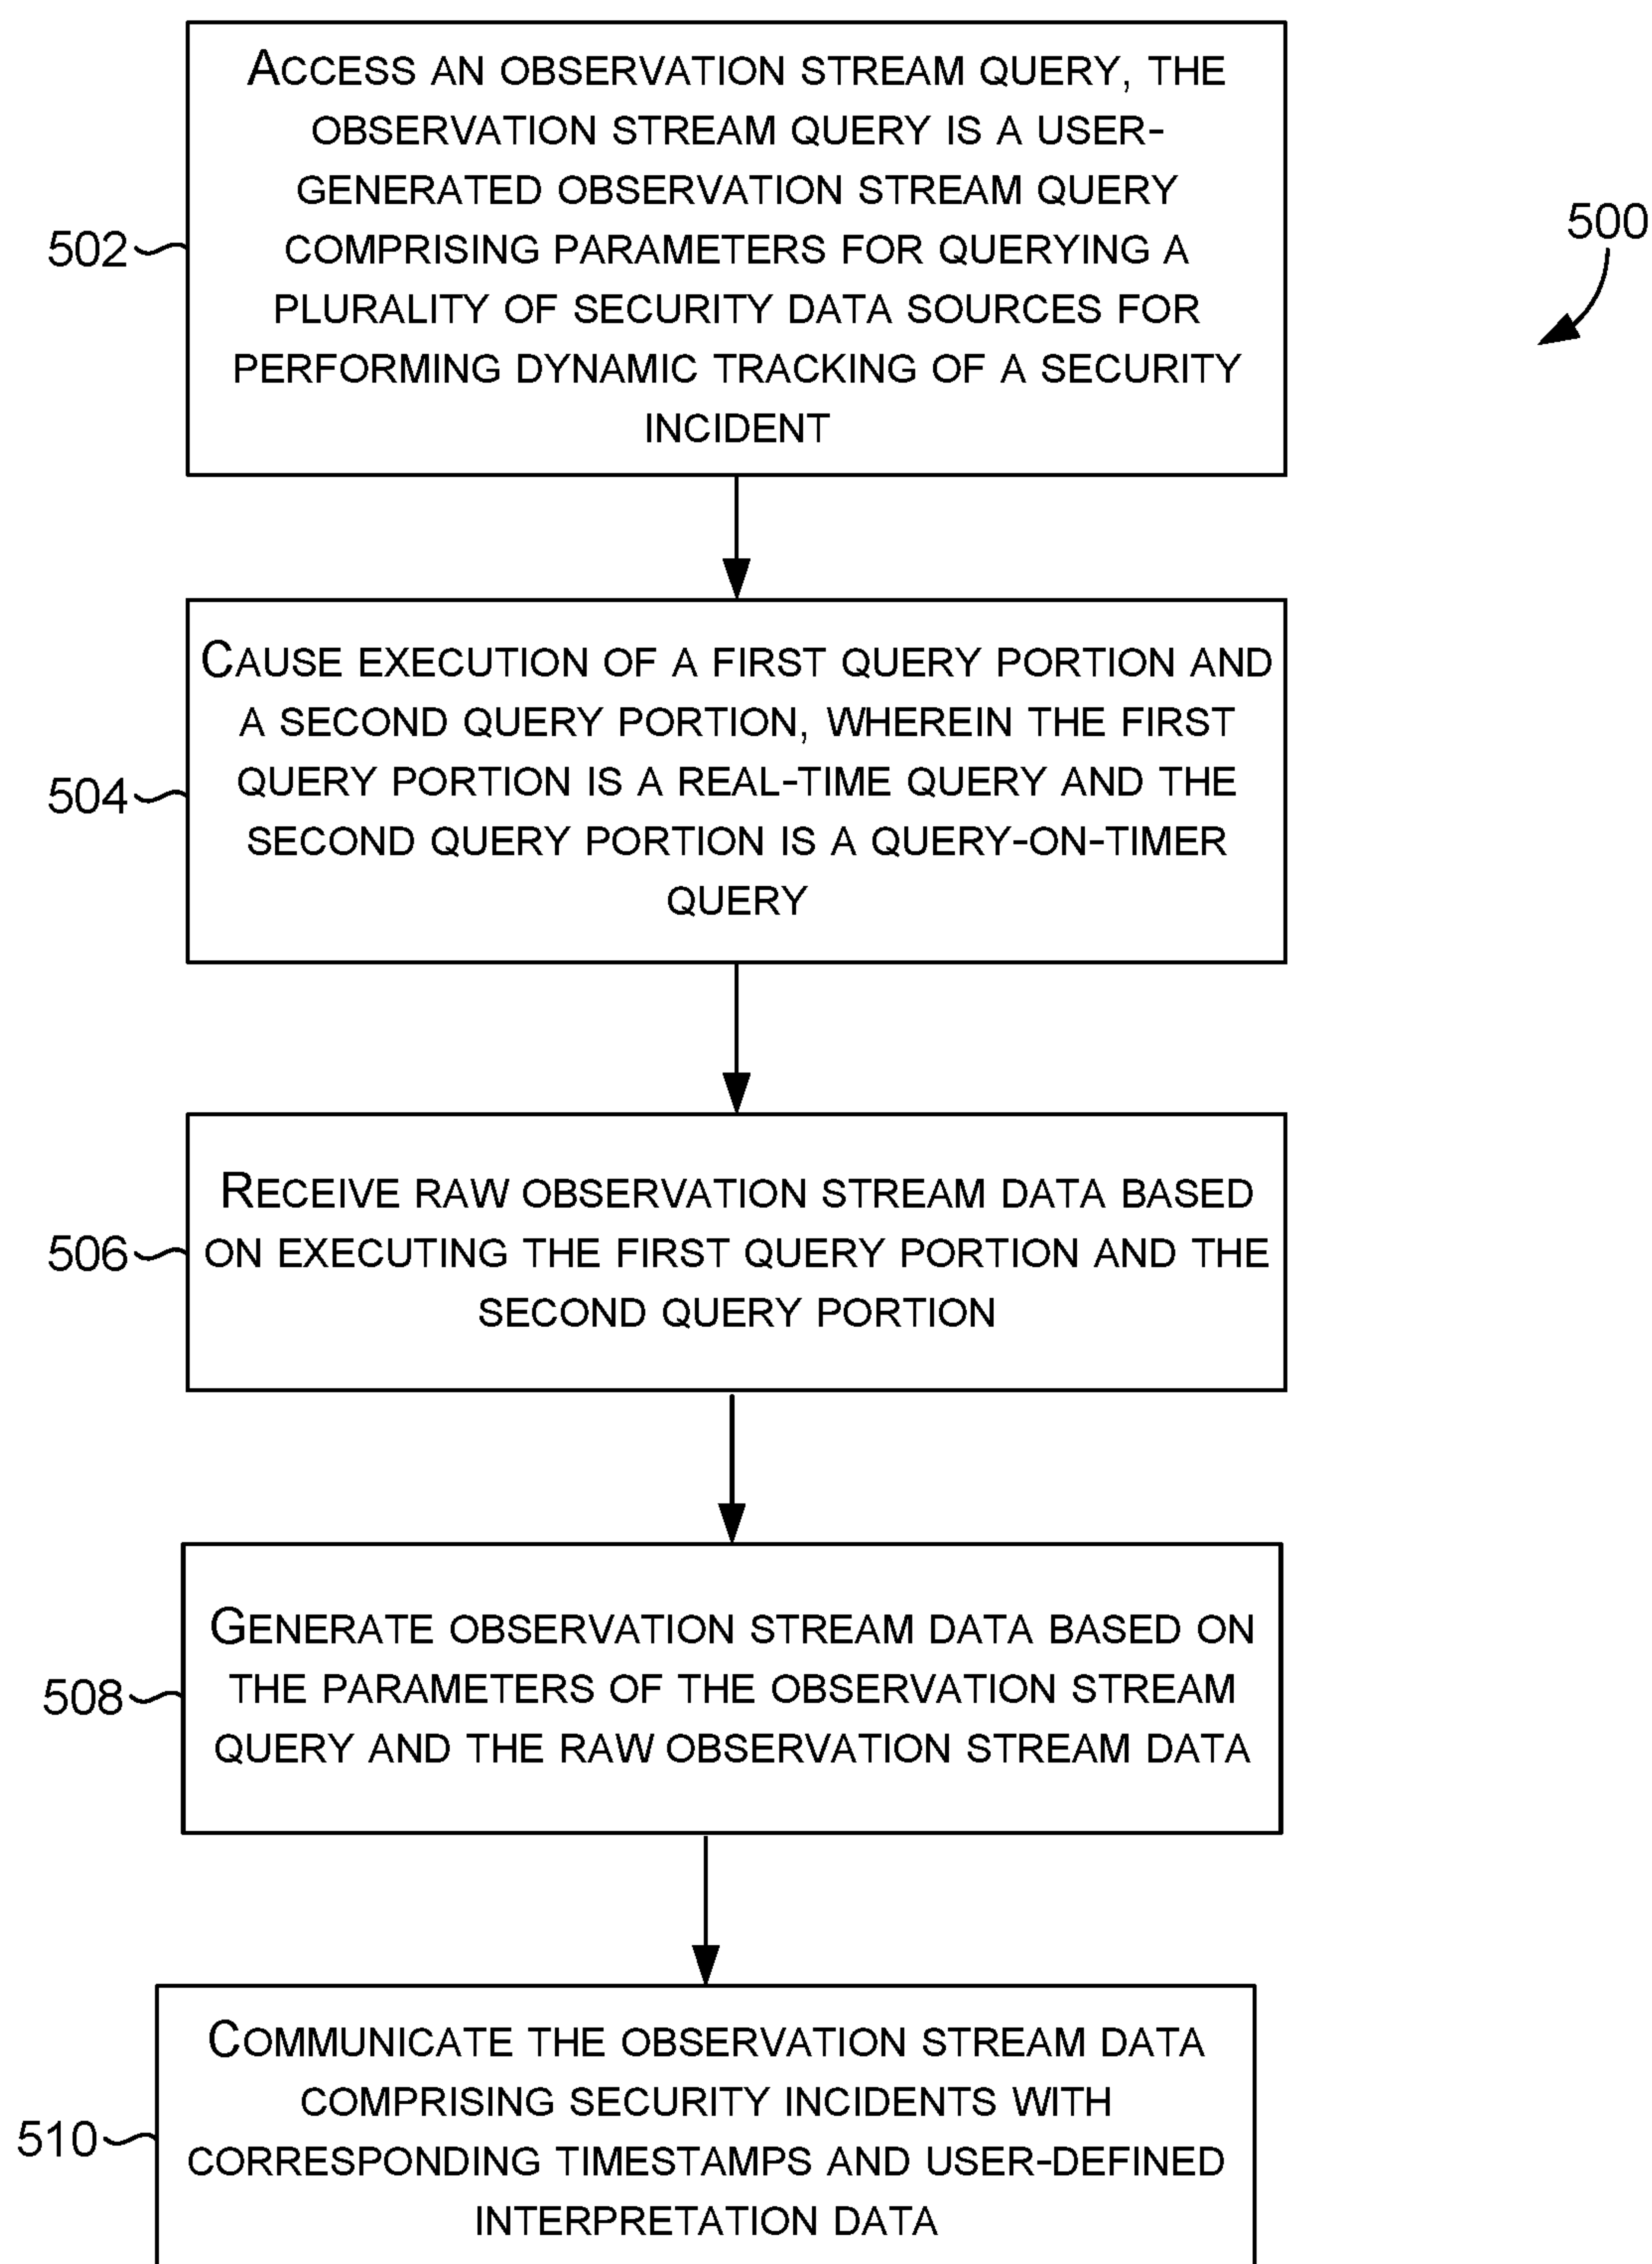 ACCESS AN OBSERVATION STREAM QUERY, THE
OBSERVATION STREAM QUERY IS A USER-
GENERATED OBSERVATION STREAM QUERY
COMPRISING PARAMETERS FOR QUERYING A
PLURALITY OF SECURITY DATA SOURCES FOR
PERFORMING DYNAMIC TRACKING OF A SECURITY
INCIDENT
502
500
CAUSE EXECUTION OF A FIRST QUERY PORTION AND
A SECOND QUERY PORTION, WHEREIN THE FIRST
QUERY PORTION IS A REAL-TIME QUERY AND THE
SECOND QUERY PORTION IS A QUERY-ON-TIMER
QUERY
504
RECEIVE RAW OBSERVATION STREAM DATA BASED
ON EXECUTING THE FIRST QUERY PORTION AND THE
SECOND QUERY PORTION
506
GENERATE OBSERVATION STREAM DATA BASED ON
THE PARAMETERS OF THE OBSERVATION STREAM
QUERY AND THE RAW OBSERVATION STREAM DATA
508
COMMUNICATE THE OBSERVATION STREAM DATA
COMPRISING SECURITY INCIDENTS WITH
CORRESPONDING TIMESTAMPS AND USER-DEFINED
INTERPRETATION DATA
510